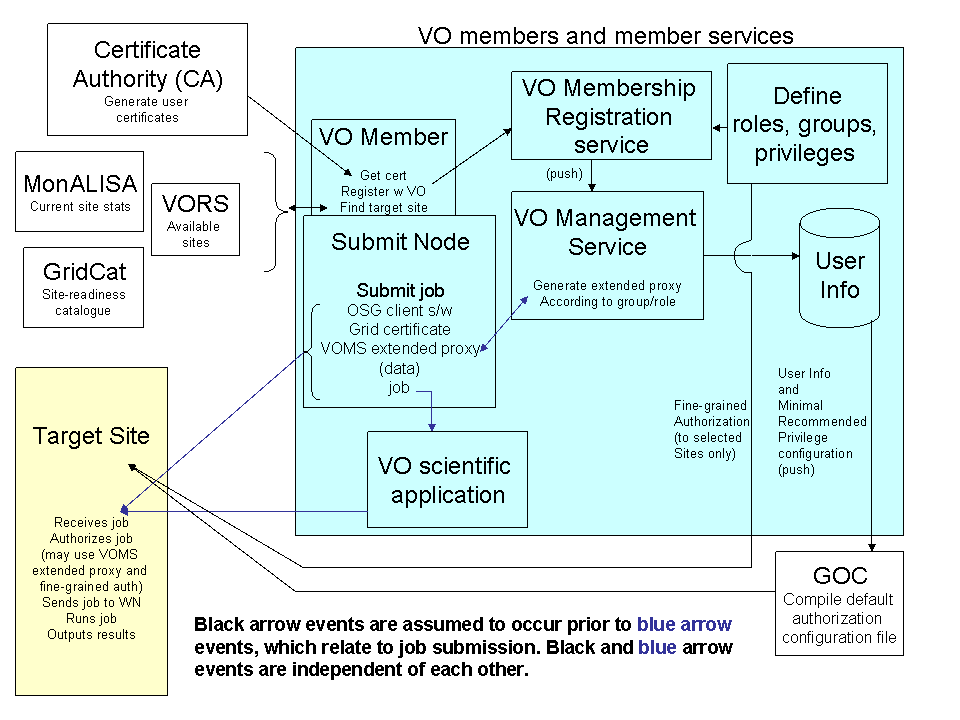 VO members and member services
Certificate
Authority (CA)
Generate user
certificates
VO Member
Get cert
Register w VO
Find target site
VO Membership
Registration
service
Define
roles, groups,
privileges
(push)
MonALISA
Current site stats
VORS
Available
sites
GridCat
Site-readiness
catalogue
Submit Node
Submit job
OSG client s/w
Grid certificate
VOMS extended proxy
(data)
job
VO Management
Service
Generate extended proxy
According to group/role
User
Info
Fine-grained
Authorization
(to selected
Sites only)
User Info
and
Minimal
Recommended
Privilege
configuration
(push)
VO scientific
application
Target Site
Receives job
Authorizes job
(may use VOMS
extended proxy and
fine-grained auth)
Sends job to WN
Runs job
Outputs results
GOC
Compile default
authorization
configuration file
Black arrow events are assumed to occur prior to blue arrow
events, which relate to job submission. Black and blue arrow
events are independent of each other.